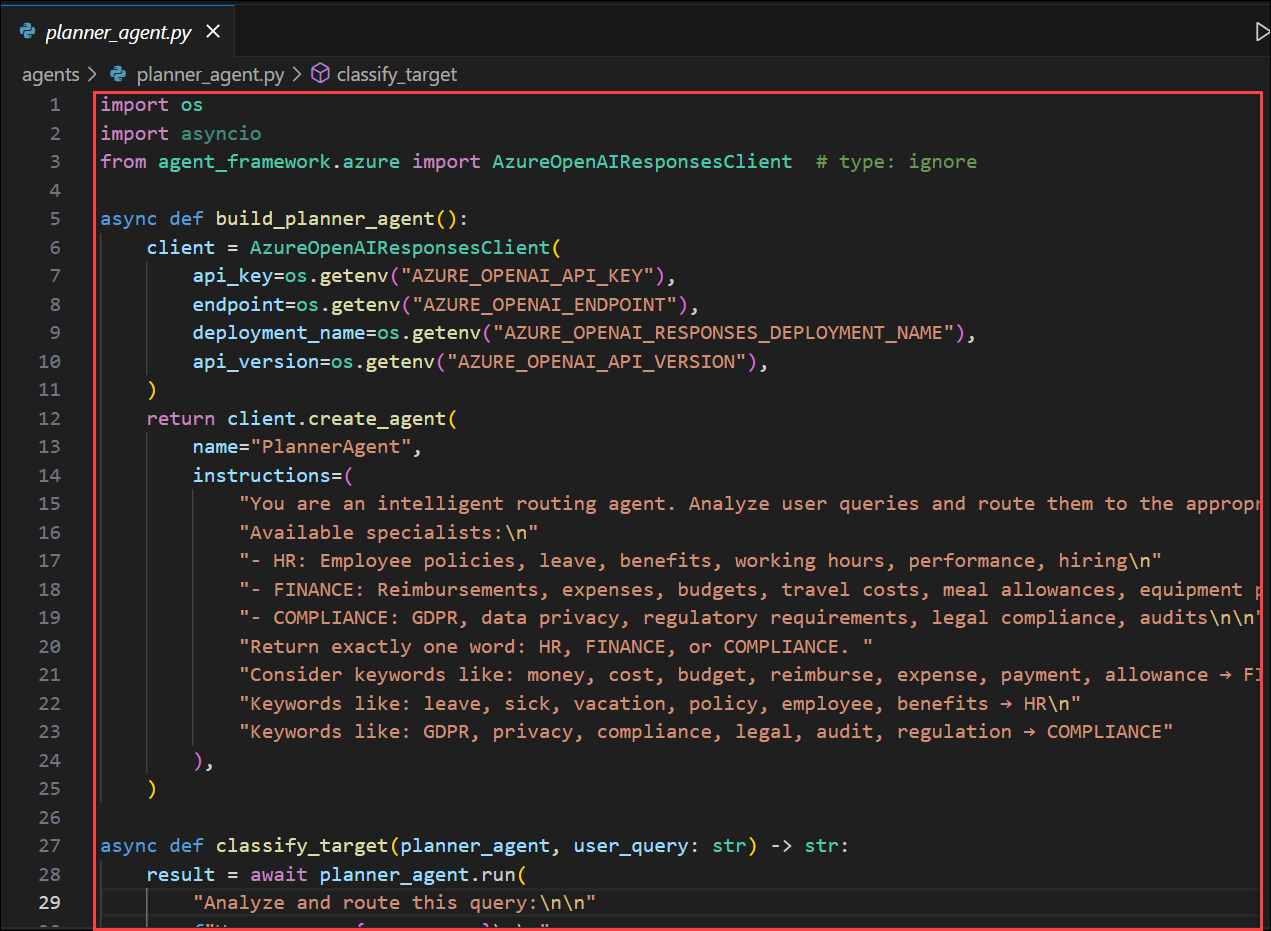 planner_agent.py
agents > planner_agent.py > classify_target
1 import os
2 import asyncio
3 from agent_framework.azure import AzureOpenAIResponsesClient  # type: ignore
4
5 async def build_planner_agent():
6     client = AzureOpenAIResponsesClient(
7         api_key=os.getenv("AZURE_OPENAI_API_KEY"),
8         endpoint=os.getenv("AZURE_OPENAI_ENDPOINT"),
9         deployment_name=os.getenv("AZURE_OPENAI_RESPONSES_DEPLOYMENT_NAME"),
10         api_version=os.getenv("AZURE_OPENAI_API_VERSION"),
11     )
12     return client.create_agent(
13         name="PlannerAgent",
14         instructions=(
15             "You are an intelligent routing agent. Analyze user queries and route them to the
16             "Available specialists:\n"
17             "- HR: Employee policies, leave, benefits, working hours, performance, hiring\n"
18             "- FINANCE: Reimbursements, expenses, budgets, travel costs, meal allowances, equipment
19             "- COMPLIANCE: GDPR, data privacy, regulatory requirements, legal compliance, audits\n\n"
20             "Return exactly one word: HR, FINANCE, or COMPLIANCE. "
21             "Consider keywords like: money, cost, budget, reimburse, expense, payment, allowance →
22             "Keywords like: leave, sick, vacation, policy, employee, benefits → HR\n"
23             "Keywords like: GDPR, privacy, compliance, legal, audit, regulation → COMPLIANCE"
24         ),
25     )
26
27 async def classify_target(planner_agent, user_query: str) -> str:
28     result = await planner_agent.run(
29         "Analyze and route this query:\n\n"